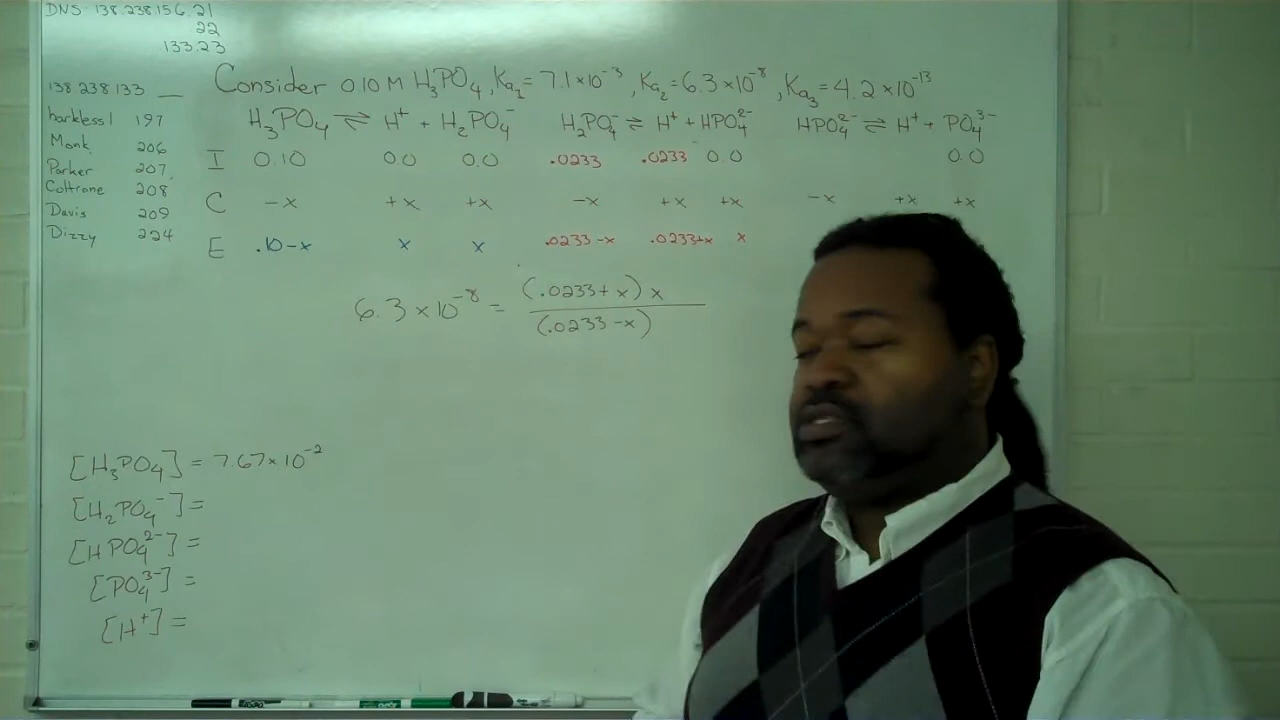 DNS: 138.238.156.21
22
133.23
138.238.133 __
harkless1 197
Monk 206
Parker 207
Coltrane 208
Davis 209
Dizzy 224
Consider 0.10 M H₃PO₄, Ka₁ = 7.1×10⁻³, Ka₂ = 6.3×10⁻⁸, Ka₃ = 4.2×10⁻¹³
H₃PO₄ ⇌ H⁺ + H₂PO₄⁻ H₂PO₄⁻ ⇌ H⁺ + HPO₄²⁻ HPO₄²⁻ ⇌ H⁺ + PO₄³⁻
I 0.10 0.0 0.0 .0233 .0233 0.0 0.0
C -x +x +x -x +x +x -x +x +x
E .10-x x x .0233-x .0233+x x
6.3×10⁻⁸ = (.0233+x)x
(.0233-x)
[H₃PO₄] = 7.67×10⁻²
[H₂PO₄⁻] =
[HPO₄²⁻] =
[PO₄³⁻] =
[H⁺] =